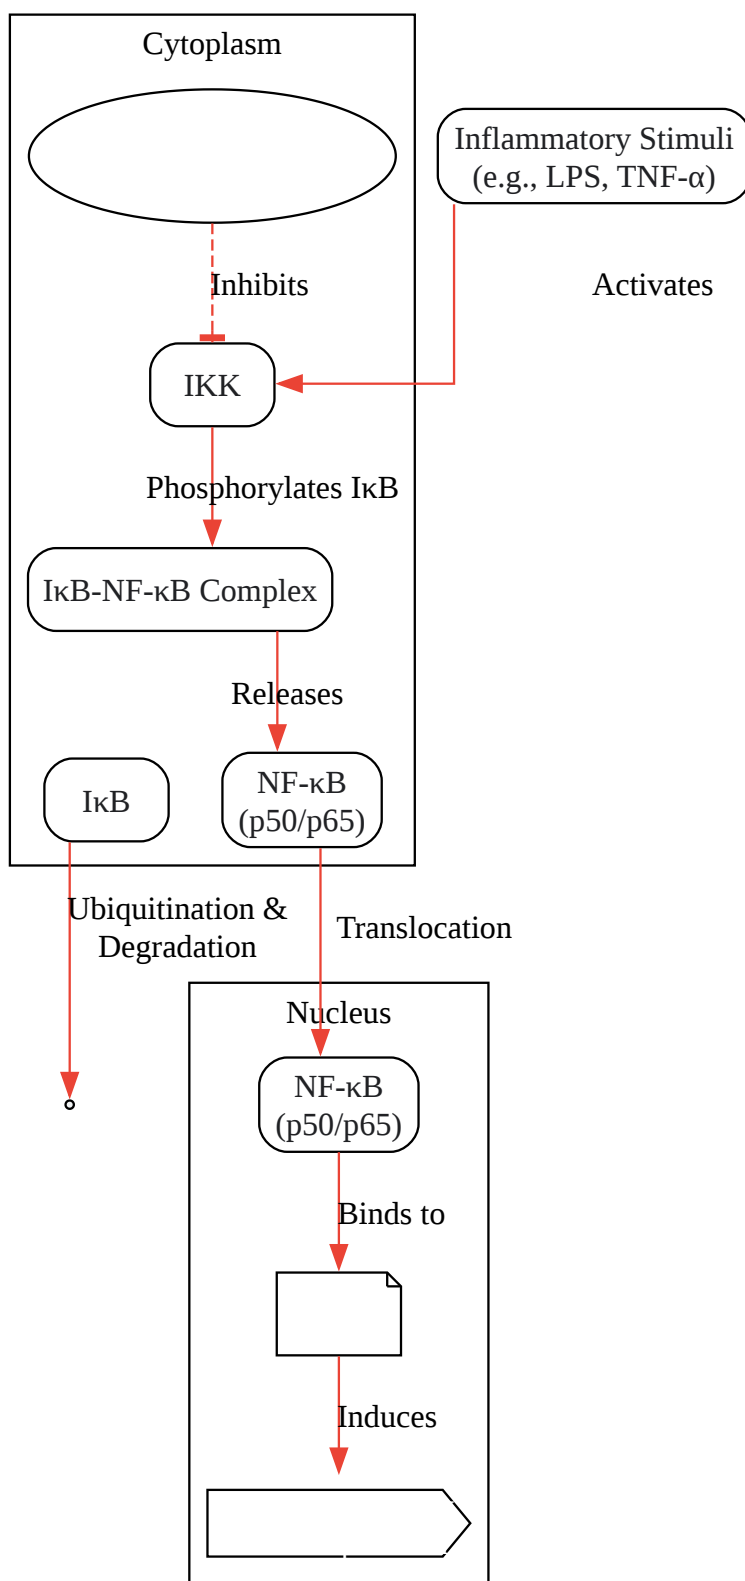 Cytoplasm
Inflammatory Stimuli
(e.g., LPS, TNF-α)
Inhibits
Activates
IKK
Phosphorylates IκB
IκB-NF-κB Complex
Releases
IκB
NF-κB
(p50/p65)
Ubiquitination &
Degradation
Translocation
Nucleus
NF-κB
(p50/p65)
Binds to
Induces